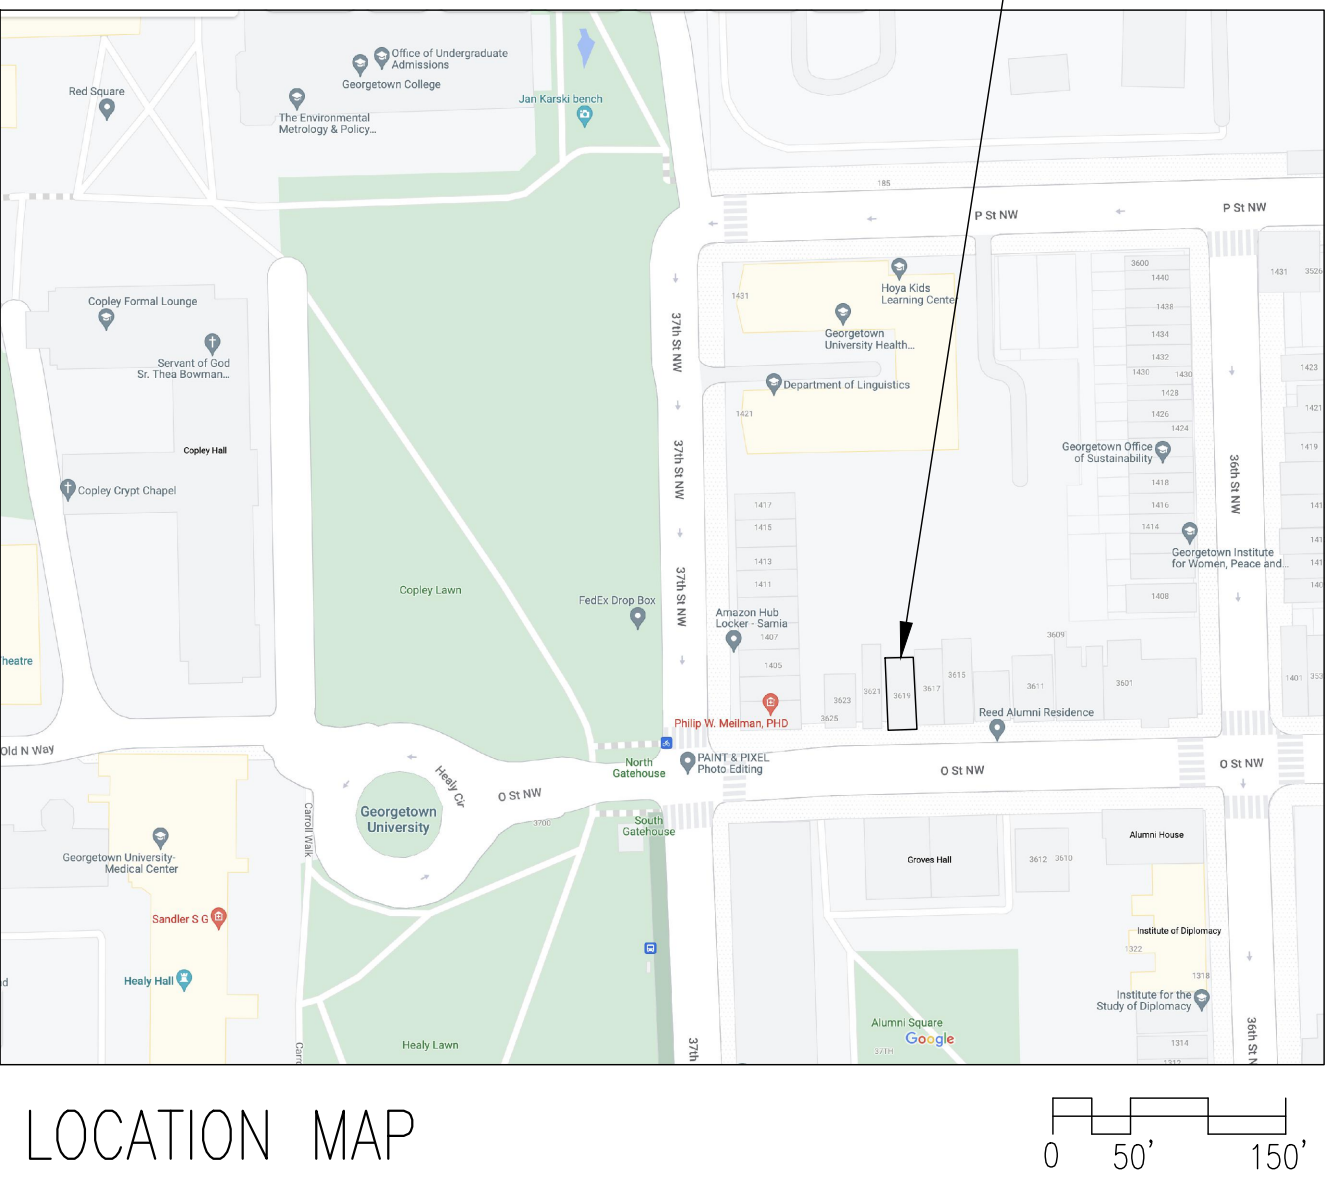 Office of Undergraduate
Admissions
Georgetown College
Red Square
The Environmental
Metrology & Policy...
Jan Karski bench
185
P St NW
P St NW
3600
1440
1438
1434
1432
1430
1430
1428
1426
1424
1418
1416
1414
1408
1431
3526
1423
1421
1419
Hoya Kids
Learning Center
1431
Georgetown
University Health...
Department of Linguistics
1421
Copley Formal Lounge
Servant of God
Sr. Thea Bowman...
Copley Hall
Copley Crypt Chapel
37th St NW
37th St NW
37th St NW
36th St NW
Georgetown Office
of Sustainability
Georgetown Institute
for Women, Peace and...
1417
1415
1413
1411
1407
1405
Copley Lawn
FedEx Drop Box
Amazon Hub
Locker - Sarnia
heatre
3609
3623
3625
3621
3619
3617
3615
3611
3601
1401
353
Philip W. Meilman, PHD
Reed Alumni Residence
Old N Way
North
Gatehouse
PAINT & PIXEL
Photo Editing
O St NW
O St NW
Healy Cir
O St NW
Georgetown
University
3700
South
Gatehouse
Carroll Walk
Georgetown University-
Medical Center
Groves Hall
3612
3610
Alumni House
Sandler S G
Institute of Diplomacy
1322
1318
Healy Hall
Institute for the
Study of Diplomacy
Alumni Square
Google
37TH
Healy Lawn
Carro
37th
36th St N
1314
1312
LOCATION MAP
0 50' 150'